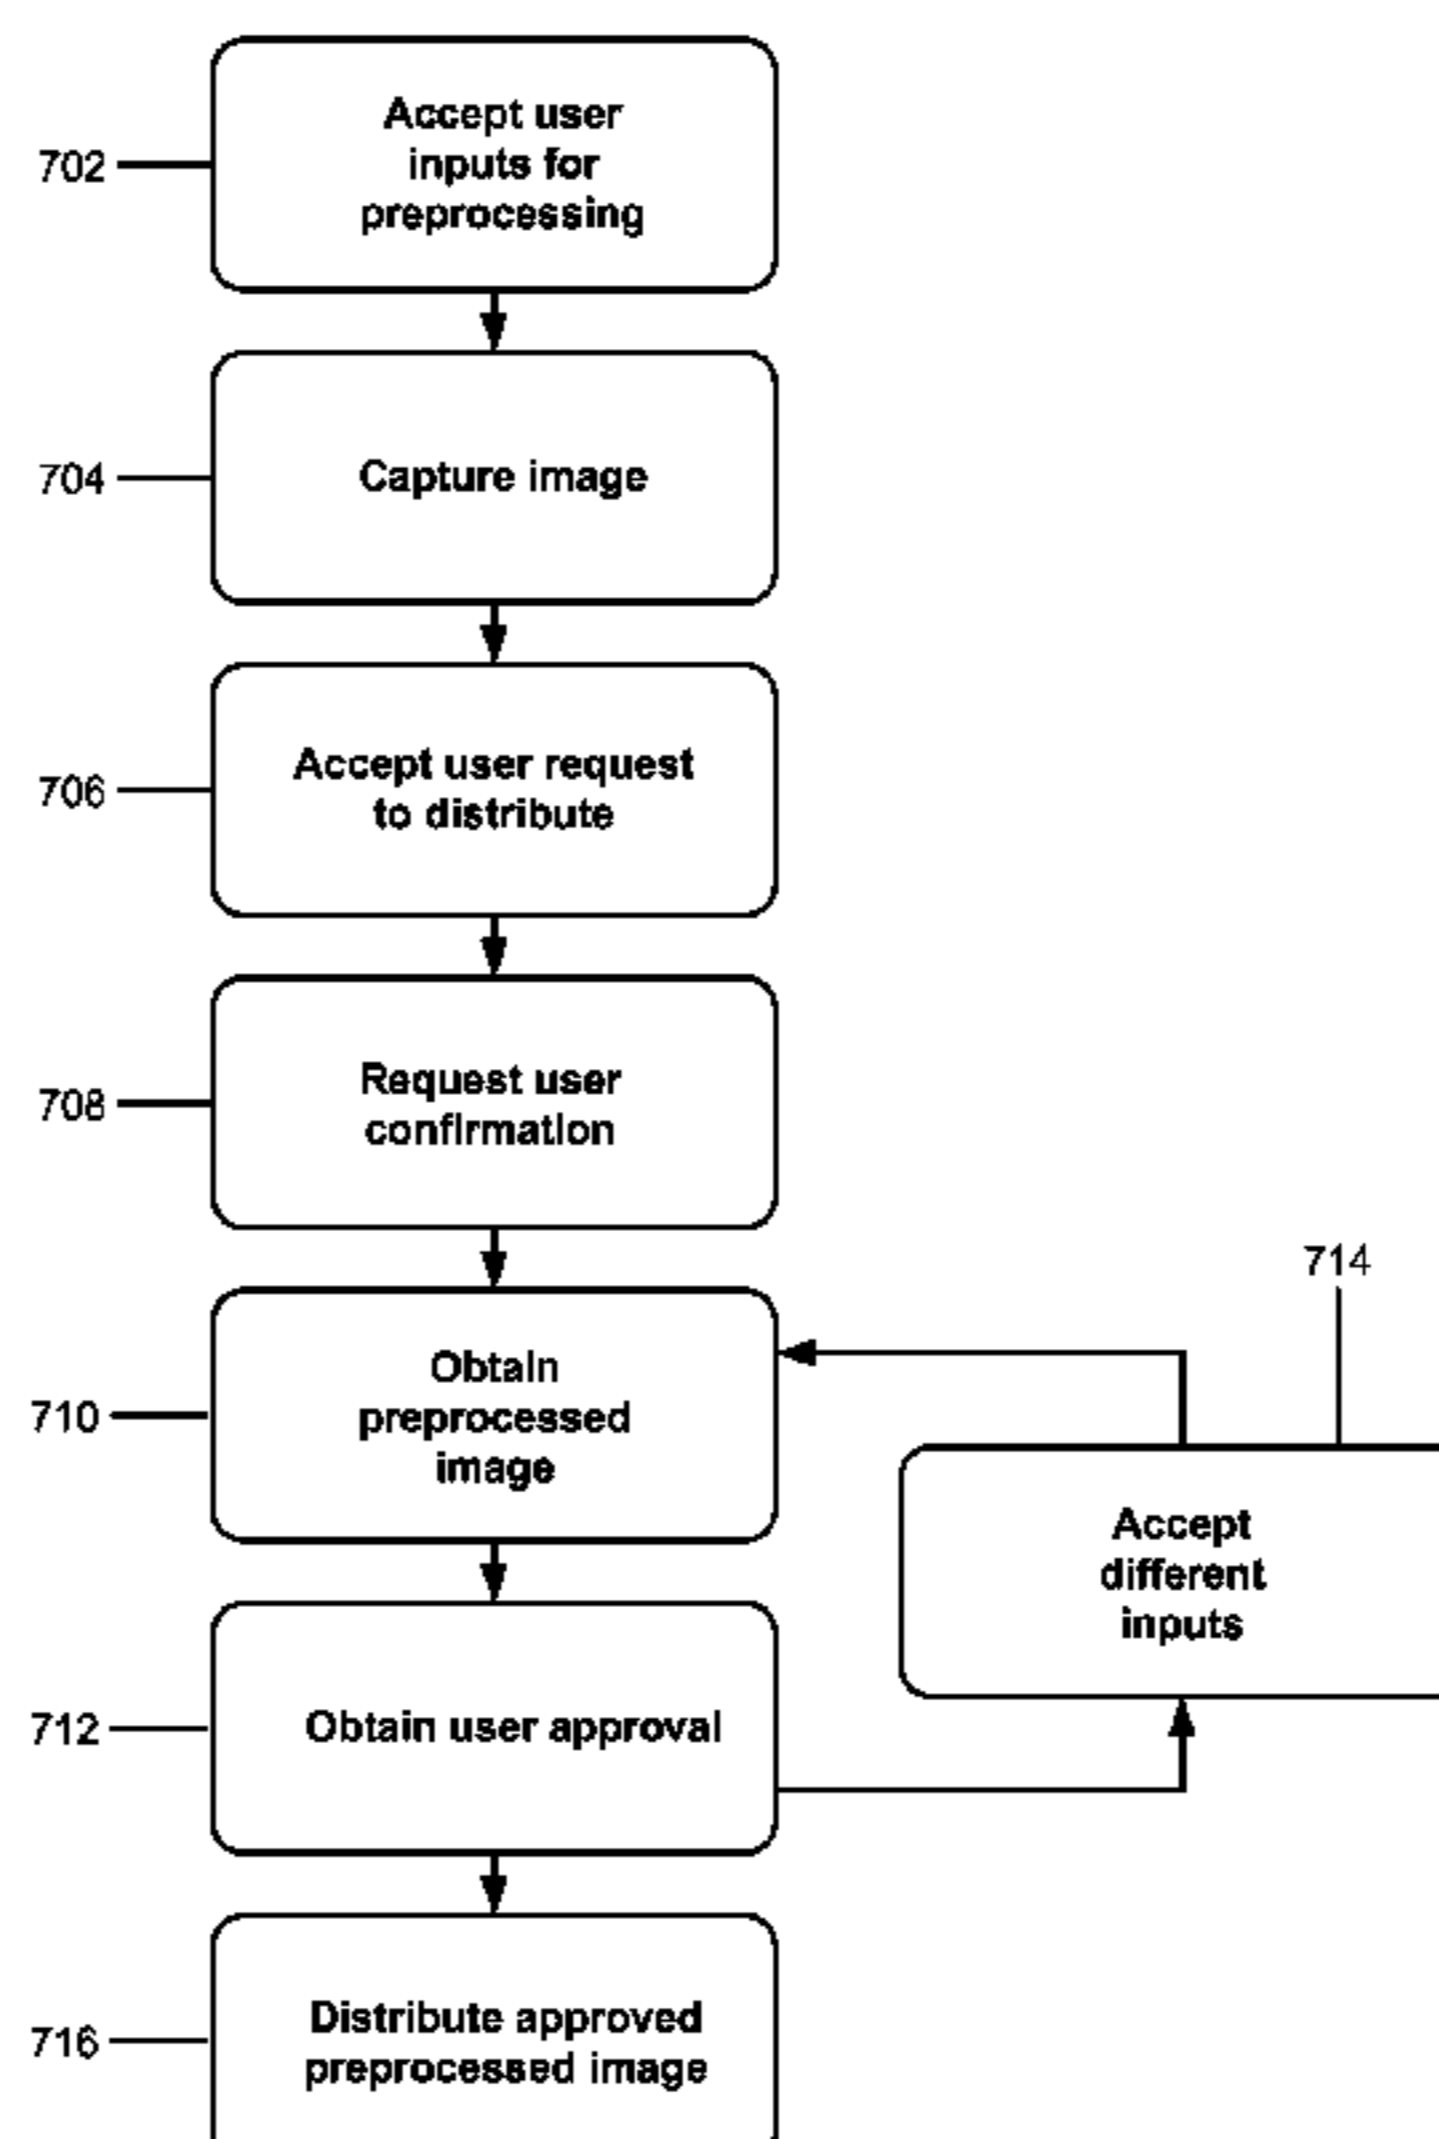 702
Accept user
inputs for
preprocessing
704
Capture image
706
Accept user request
to distribute
708
Request user
confirmation
710
Obtain
preprocessed
image
714
Accept
different
inputs
712
Obtain user approval
716
Distribute approved
preprocessed image